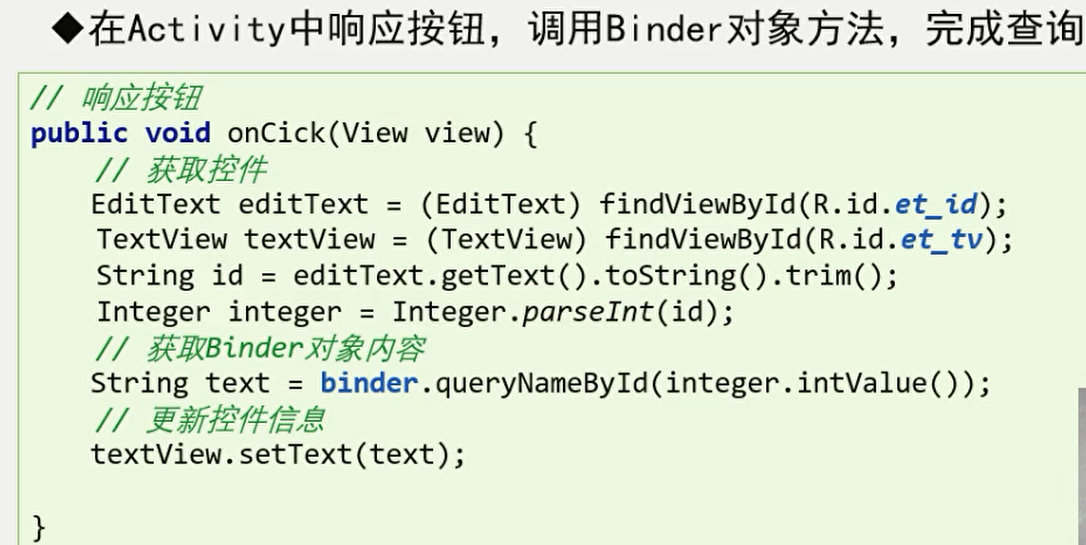 ◆在Activity中响应按钮，调用Binder对象方法，完成查询
// 响应按钮
public void onCick(View view) {
// 获取控件
EditText editText = (EditText) findViewById(R.id.et_id);
TextView textView = (TextView) findViewById(R.id.et_tv);
String id = editText.getText().toString().trim();
Integer integer = Integer.parseInt(id);
// 获取Binder对象内容
String text = binder.queryNameById(integer.intValue());
// 更新控件信息
textView.setText(text);
}